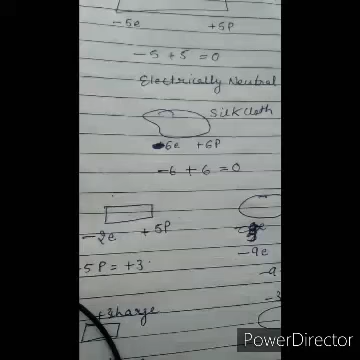 -5e +5P
-5 +5 = 0
Electrically Neutral
Silk Cloth
-6e +6P
-6 + 6 = 0
-2e +5P
-9e
5P = +3
+3harge
PowerDirector